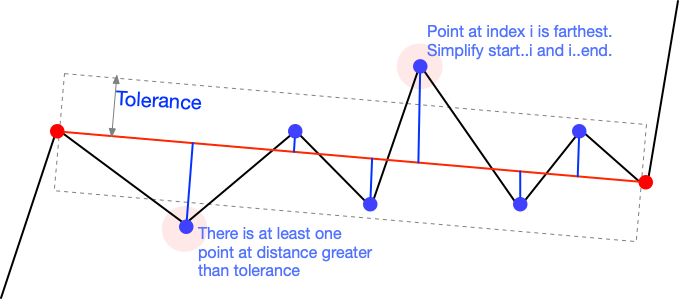 Point at index i is farthest.
Simplify start..i and i..end.
Tolerance
There is at least one
point at distance greater
than tolerance